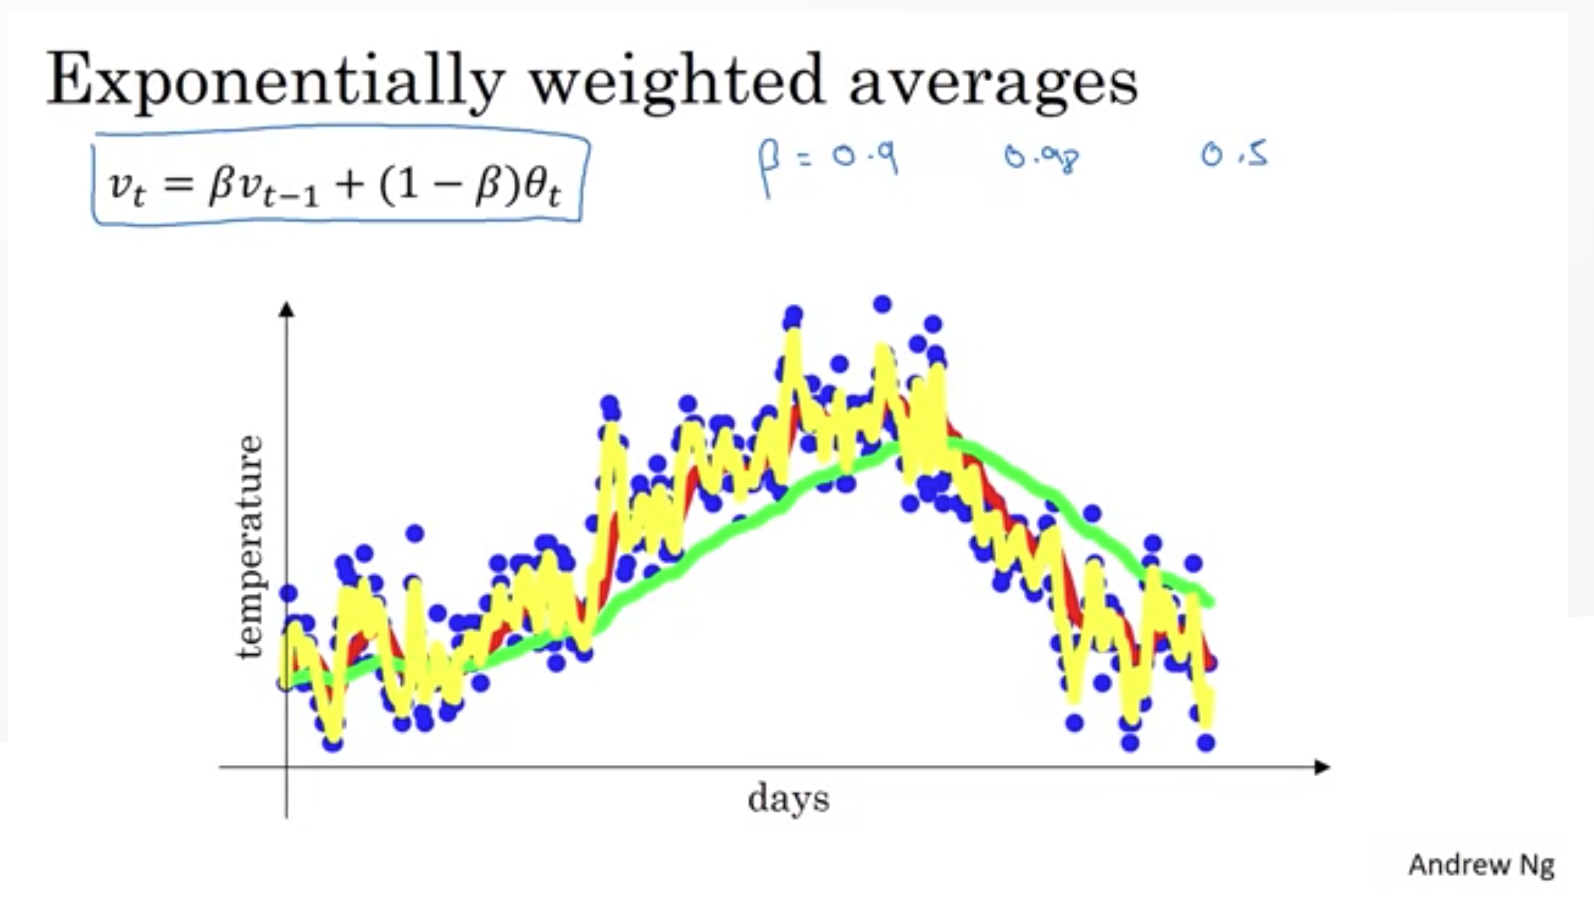 Exponentially weighted averages
v_t = βv_{t−1} + (1 − β)θ_t
β = 0.9 0.98 0.5
temperature
days
Andrew Ng